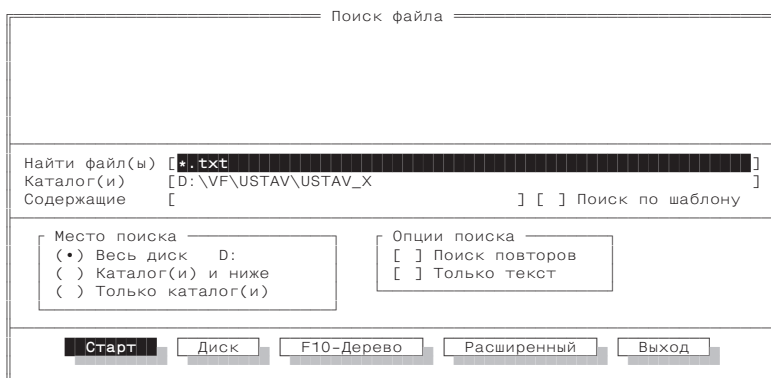 Поиск файла
Найти файл(ы) [*.txt]
Каталог(и) [D:\VF\USTAV\USTAV_X]
Содержащие [ ] [ ] Поиск по шаблону
Место поиска Опции поиска
(•) Весь диск D: [ ] Поиск повторов
( ) Каталог(и) и ниже [ ] Только текст
( ) Только каталог(и)
Старт Диск F10-Дерево Расширенный Выход